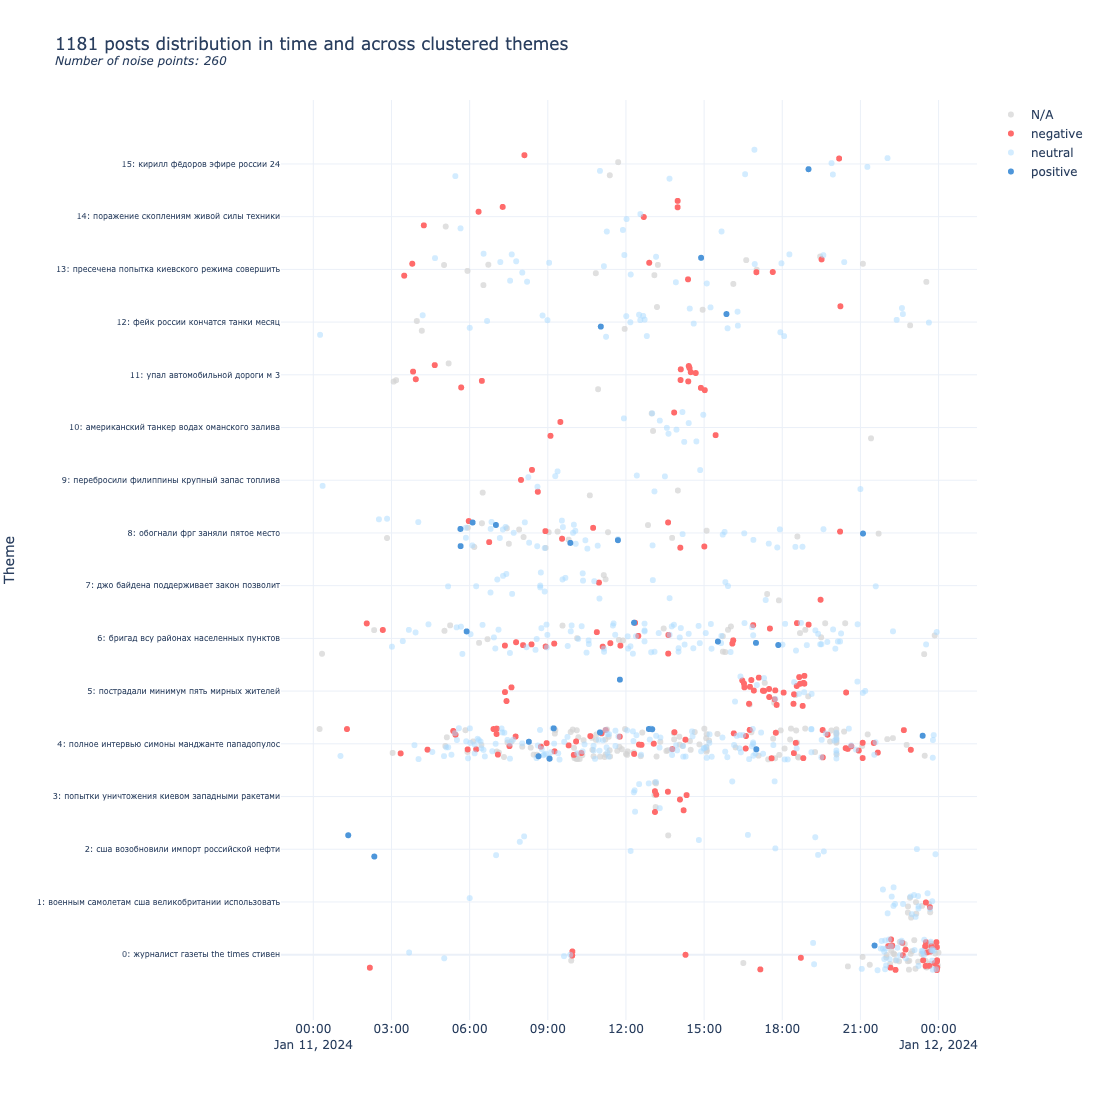 1181 posts distribution in time and across clustered themes
Number of noise points: 260
N/A
negative
neutral
positive
Theme
15: кирилл фёдоров эфире россии 24
14: поражение скоплениям живой силы техники
13: пресечена попытка киевского режима совершить
12: фейк россии кончатся танки месяц
11: упал автомобильной дороги м 3
10: американский танкер водах оманского залива
9: перебросили филиппины крупный запас топлива
8: обогнали фрг заняли пятое место
7: джо байдена поддерживает закон позволит
6: бригад всу районах населенных пунктов
5: пострадали минимум пять мирных жителей
4: полное интервью симоны манджанте пападопулос
3: попытки уничтожения киевом западными ракетами
2: сша возобновили импорт российской нефти
1: военным самолетам сша великобритании использовать
0: журналист газеты the times стивен
00:00 03:00 06:00 09:00 12:00 15:00 18:00 21:00 00:00
Jan 11, 2024 Jan 12, 2024